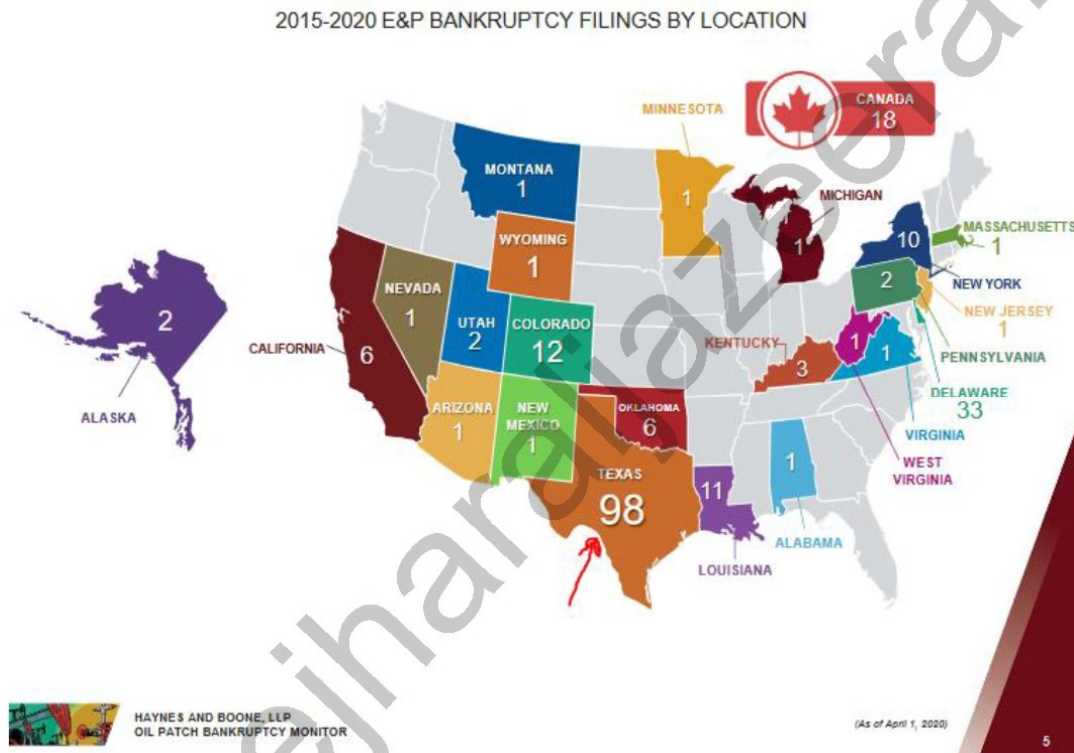 2015-2020 E&P BANKRUPTCY FILINGS BY LOCATION
CANADA
18
MINNESOTA
1
MONTANA
1
MICHIGAN
1
WYOMING
1
MASSACHUSETTS
1
10
NEW YORK
2
PENNSYLVANIA
NEW JERSEY
1
NEVADA
1
UTAH
2
COLORADO
12
2
ALASKA
CALIFORNIA
6
KENTUCKY
3
1
WEST
VIRGINIA
1
VIRGINIA
DELAWARE
33
ARIZONA
1
NEW
MEXICO
1
OKLAHOMA
6
TEXAS
98
11
LOUISIANA
1
ALABAMA
HAYNES AND BOONE, LLP
OIL PATCH BANKRUPTCY MONITOR
(As of April 1, 2020)
5